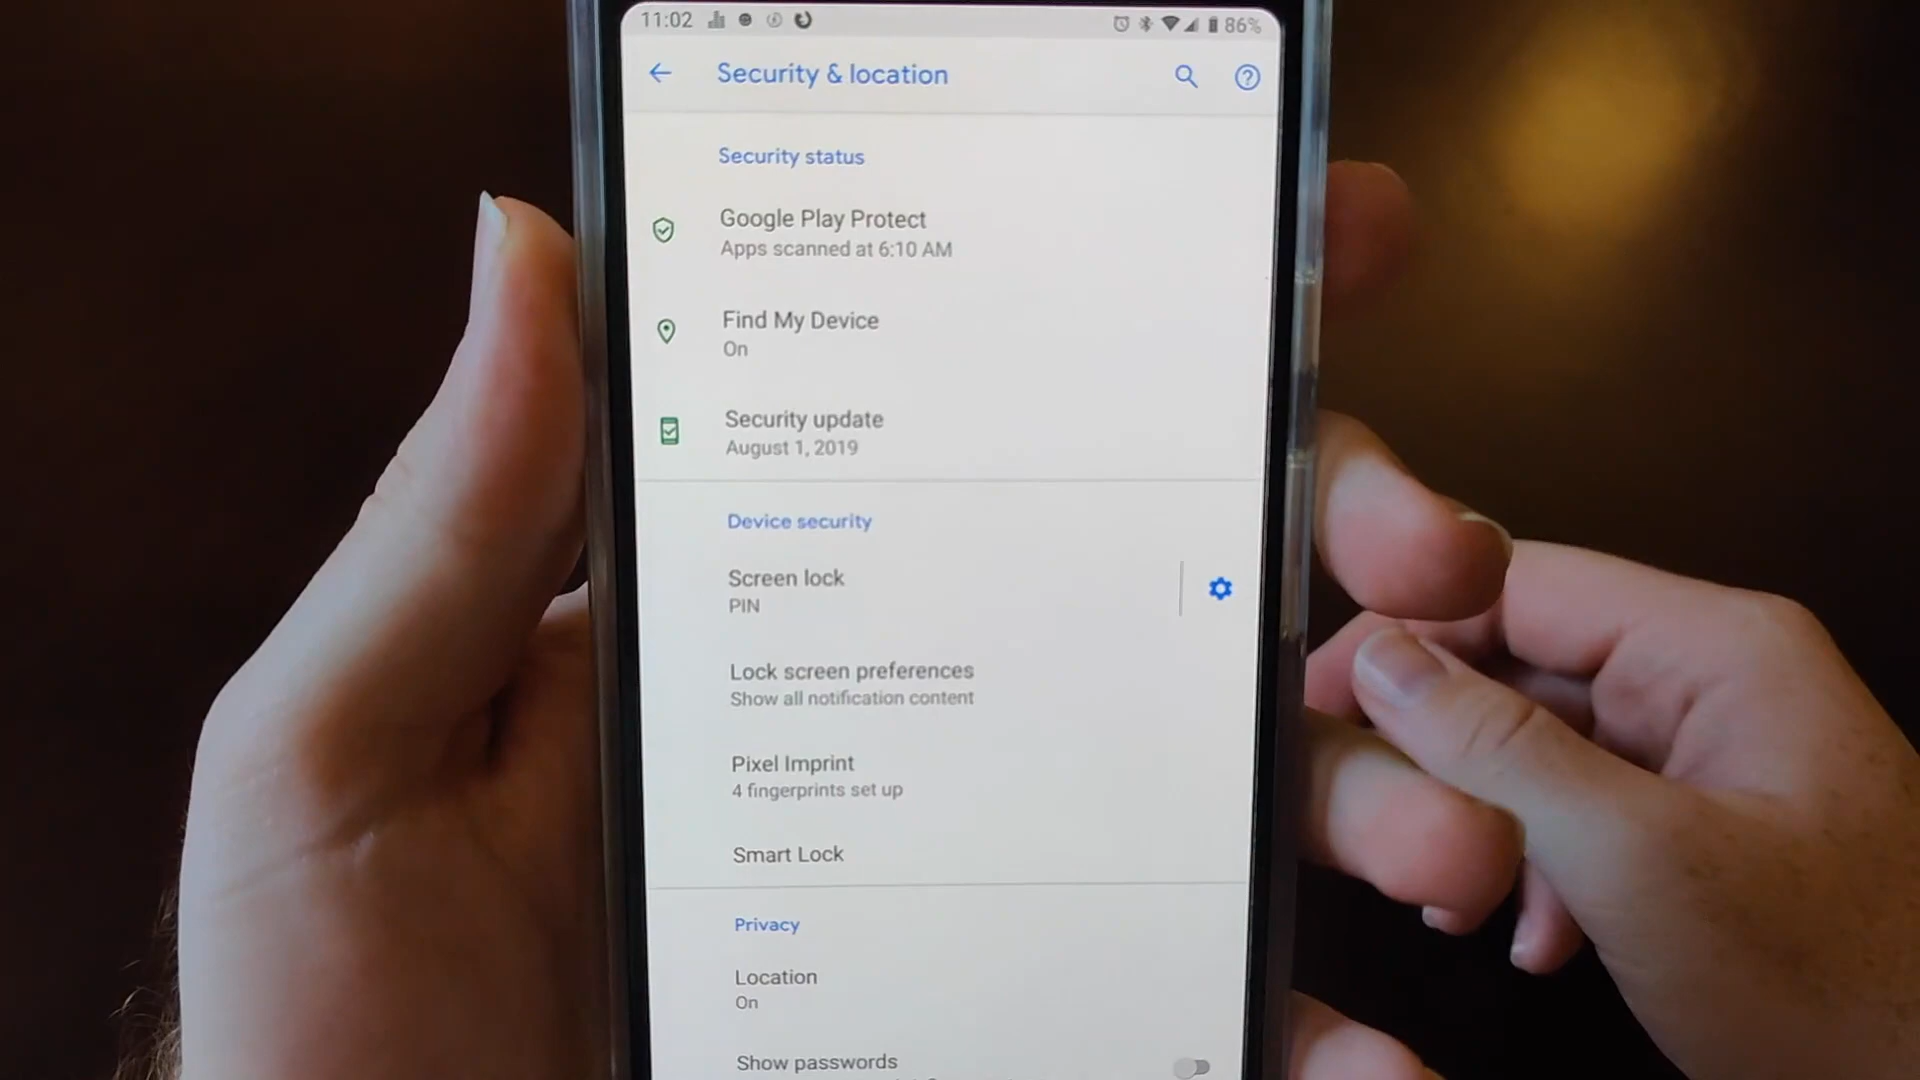 11:02
86%
Security & location
Security status
Google Play Protect
Apps scanned at 6:10 AM
Find My Device
On
Security update
August 1, 2019
Device security
Screen lock
PIN
Lock screen preferences
Show all notification content
Pixel Imprint
4 fingerprints set up
Smart Lock
Privacy
Location
On
Show passwords